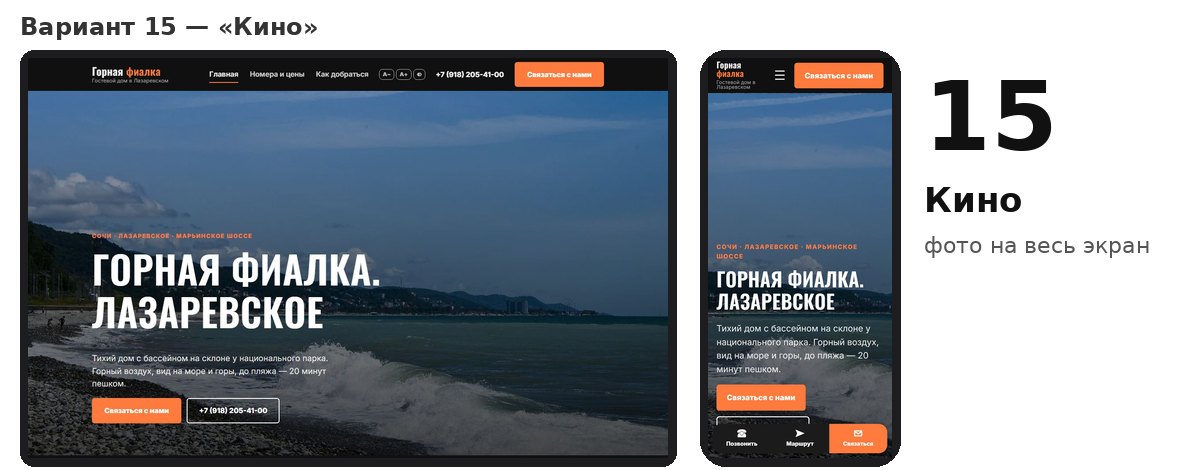 Вариант 15 — «Кино»
Горная фиалка
Гостевой дом в Лазаревском
Главная
Номера и цены
Как добраться
A−
A+
+7 (918) 205-41-00
Связаться с нами
СОЧИ · ЛАЗАРЕВСКОЕ · МАРЬИНСКОЕ ШОССЕ
ГОРНАЯ ФИАЛКА.
ЛАЗАРЕВСКОЕ
Тихий дом с бассейном на склоне у национального парка.
Горный воздух, вид на море и горы, до пляжа — 20 минут
пешком.
Связаться с нами
+7 (918) 205-41-00
Горная
фиалка
Гостевой дом в
Лазаревском
Связаться с нами
СОЧИ · ЛАЗАРЕВСКОЕ · МАРЬИНСКОЕ
ШОССЕ
ГОРНАЯ ФИАЛКА.
ЛАЗАРЕВСКОЕ
Тихий дом с бассейном на склоне у
национального парка. Горный воздух,
вид на море и горы, до пляжа — 20
минут пешком.
Связаться с нами
Позвонить
Маршрут
Связаться
15
Кино
фото на весь экран